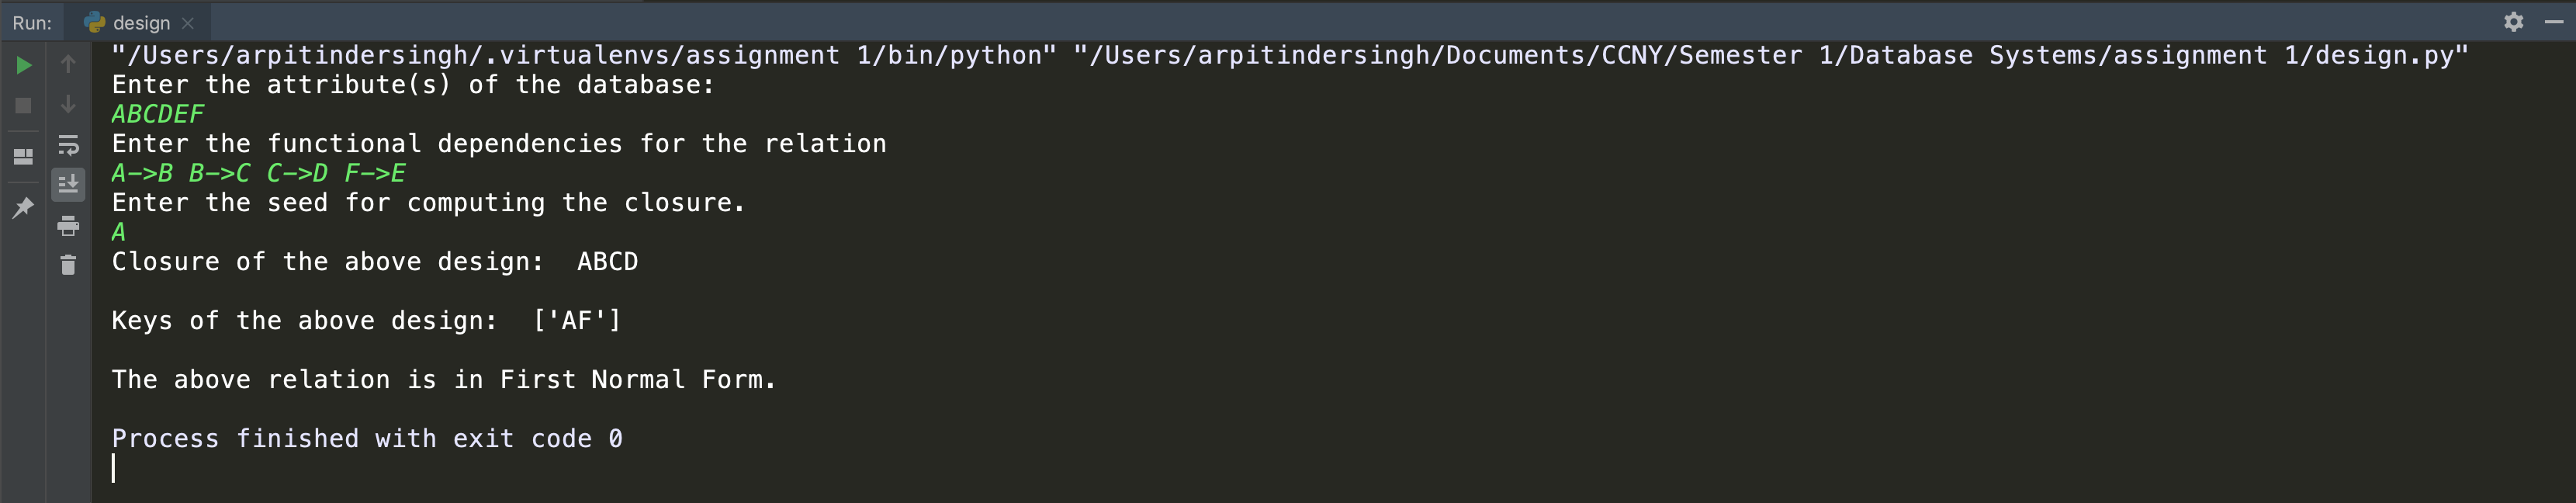 Run: design
"/Users/arpitindersingh/.virtualenvs/assignment 1/bin/python" "/Users/arpitindersingh/Documents/CCNY/Semester 1/Database Systems/assignment 1/design.py"
Enter the attribute(s) of the database:
ABCDEF
Enter the functional dependencies for the relation
A->B B->C C->D F->E
Enter the seed for computing the closure.
A
Closure of the above design:  ABCD
Keys of the above design:  ['AF']
The above relation is in First Normal Form.
Process finished with exit code 0